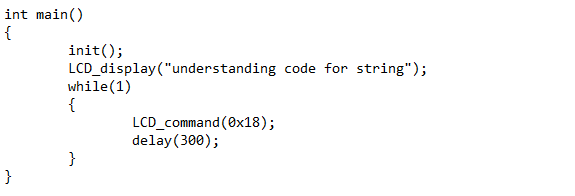 int main()
{
init();
LCD_display("understanding code for string");
while(1)
{
LCD_command(0x18);
delay(300);
}
}